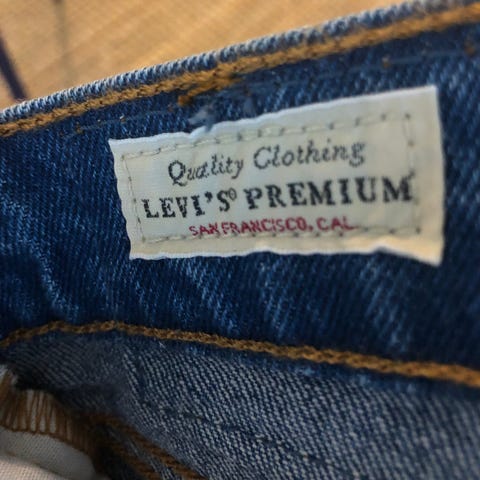 Quality Clothing
LEVI'S® PREMIUM
SAN FRANCISCO, CAL.